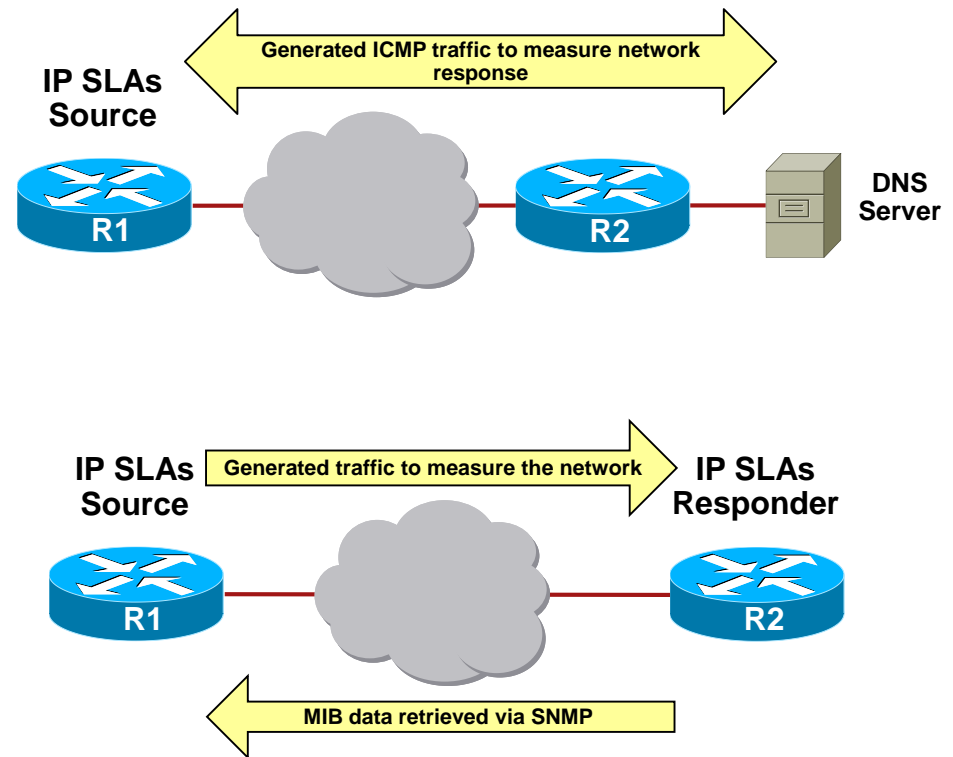 Generated ICMP traffic to measure network
response
IP SLAs
Source
R1
R2
DNS
Server
IP SLAs
Source
Generated traffic to measure the network
IP SLAs
Responder
R1
R2
MIB data retrieved via SNMP